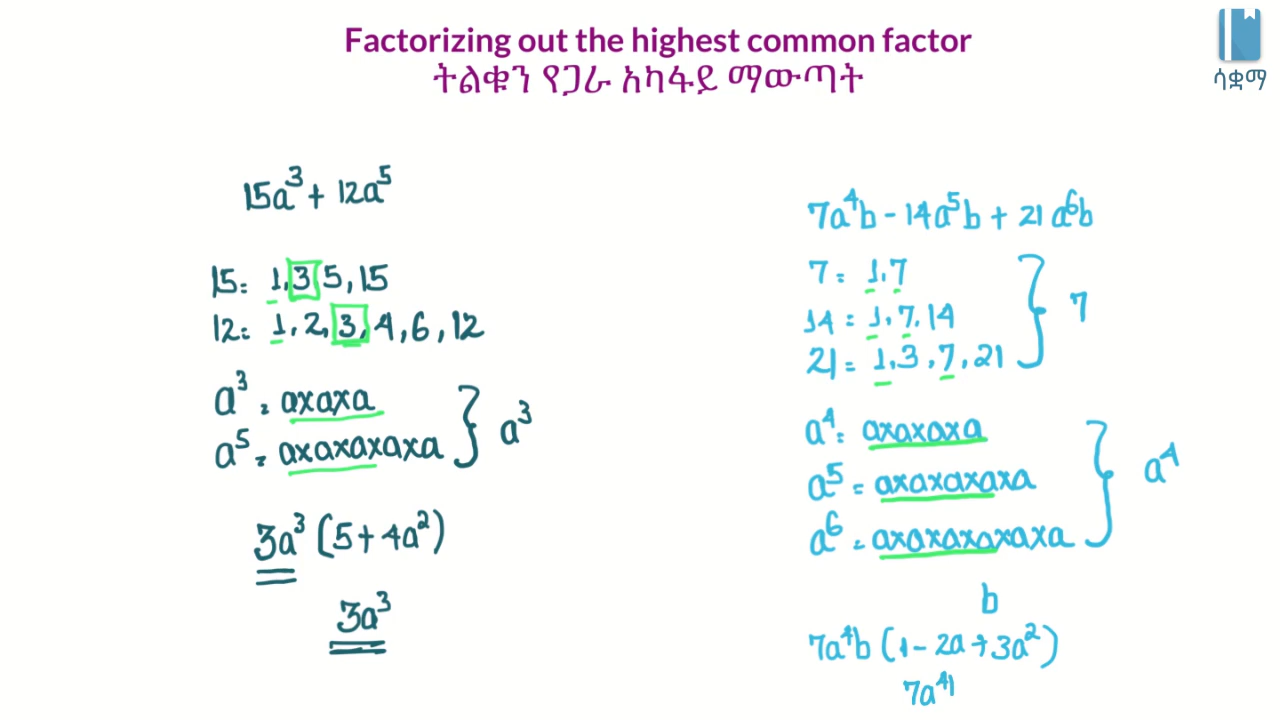 Factorizing out the highest common factor
ትልቁን የጋራ አካፋይ ማውጣት
ሳቋማ
15a³ + 12a⁵
15= 1,3 5,15
12= 1,2,3,4,6,12
a³ = axaxa
a⁵ = axaxaxaxa
} a³
3a³ (5+4a²)
3a³
7a⁴b - 14a⁵b + 21a⁶b
7= 1,7
14 = 1,7,14
21= 1,3,7,21
} 7
a⁴= axaxaxa
a⁵ = axaxaxaxa
a⁶ = axaxaxaxaxa
} a⁴
b
7a⁴b (1-2a+3a²)
7a⁴l